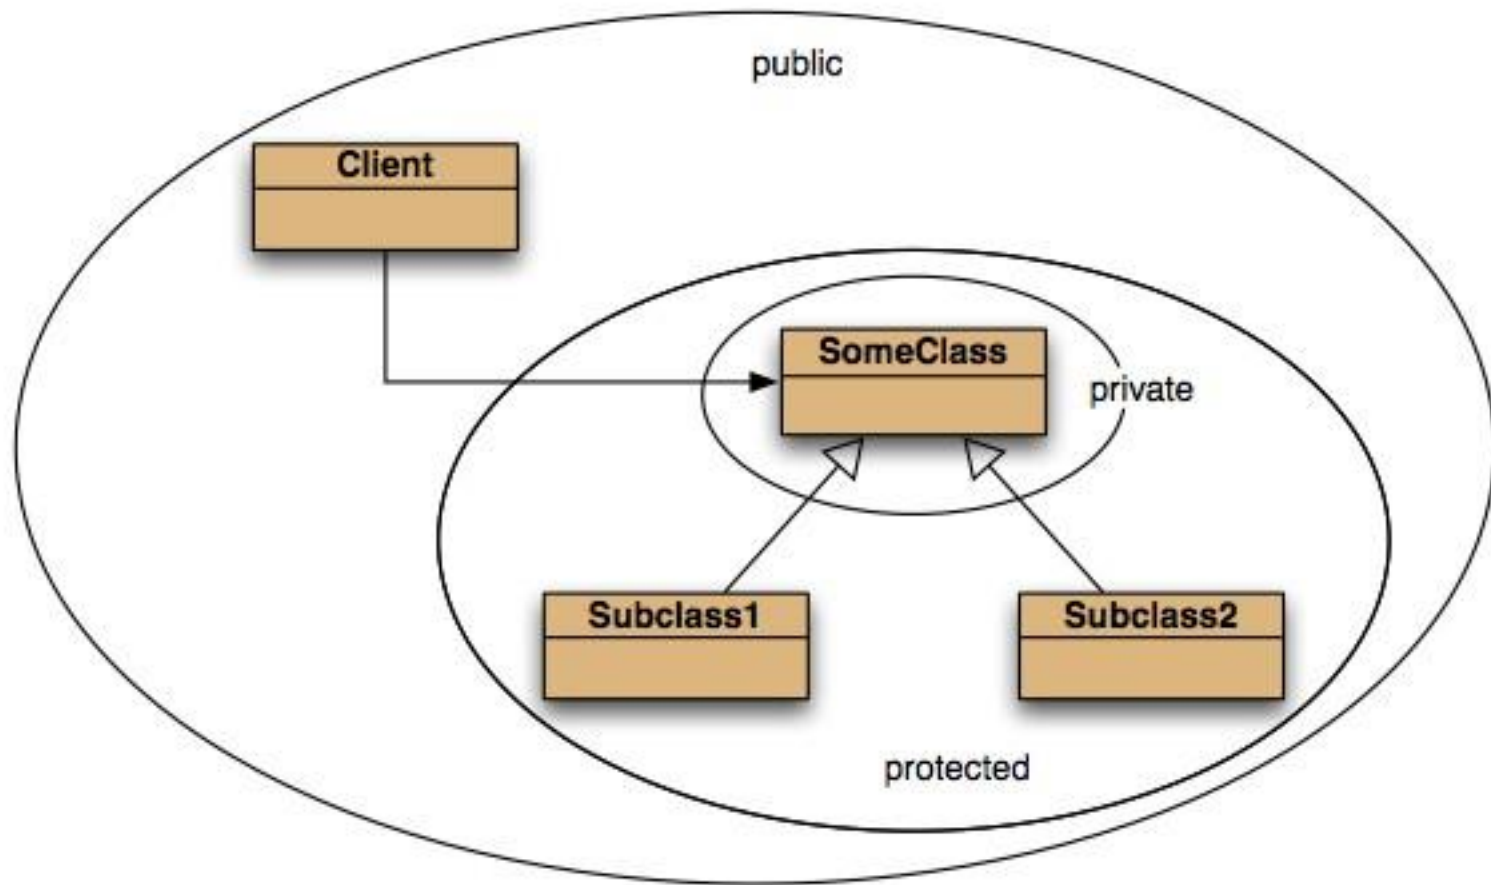 public
Client
SomeClass
private
Subclass1
Subclass2
protected